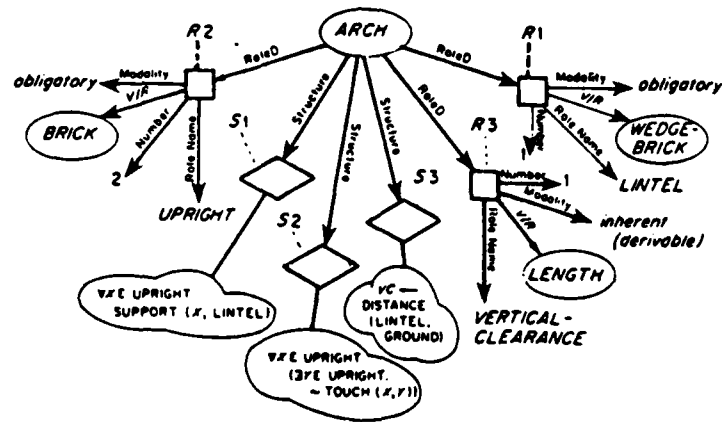 R2
ARCH
R1
RoleD
RoleD
obligatory
Modality
V/R
BRICK
Number
2
Role Name
UPRIGHT
Modality
obligatory
V/R
WEDGE-
BRICK
Number
1
Role Name
LINTEL
Structure
Structure
Structure
RoleD
S1
S2
S3
R3
Number
1
Modality
inherent
(derivable)
V/R
LENGTH
Role Name
VERTICAL-
CLEARANCE
∀X E UPRIGHT
SUPPORT (X, LINTEL)
∀X E UPRIGHT
(∃Y E UPRIGHT.
~ TOUCH (X,Y))
VC —
DISTANCE
(LINTEL,
GROUND)